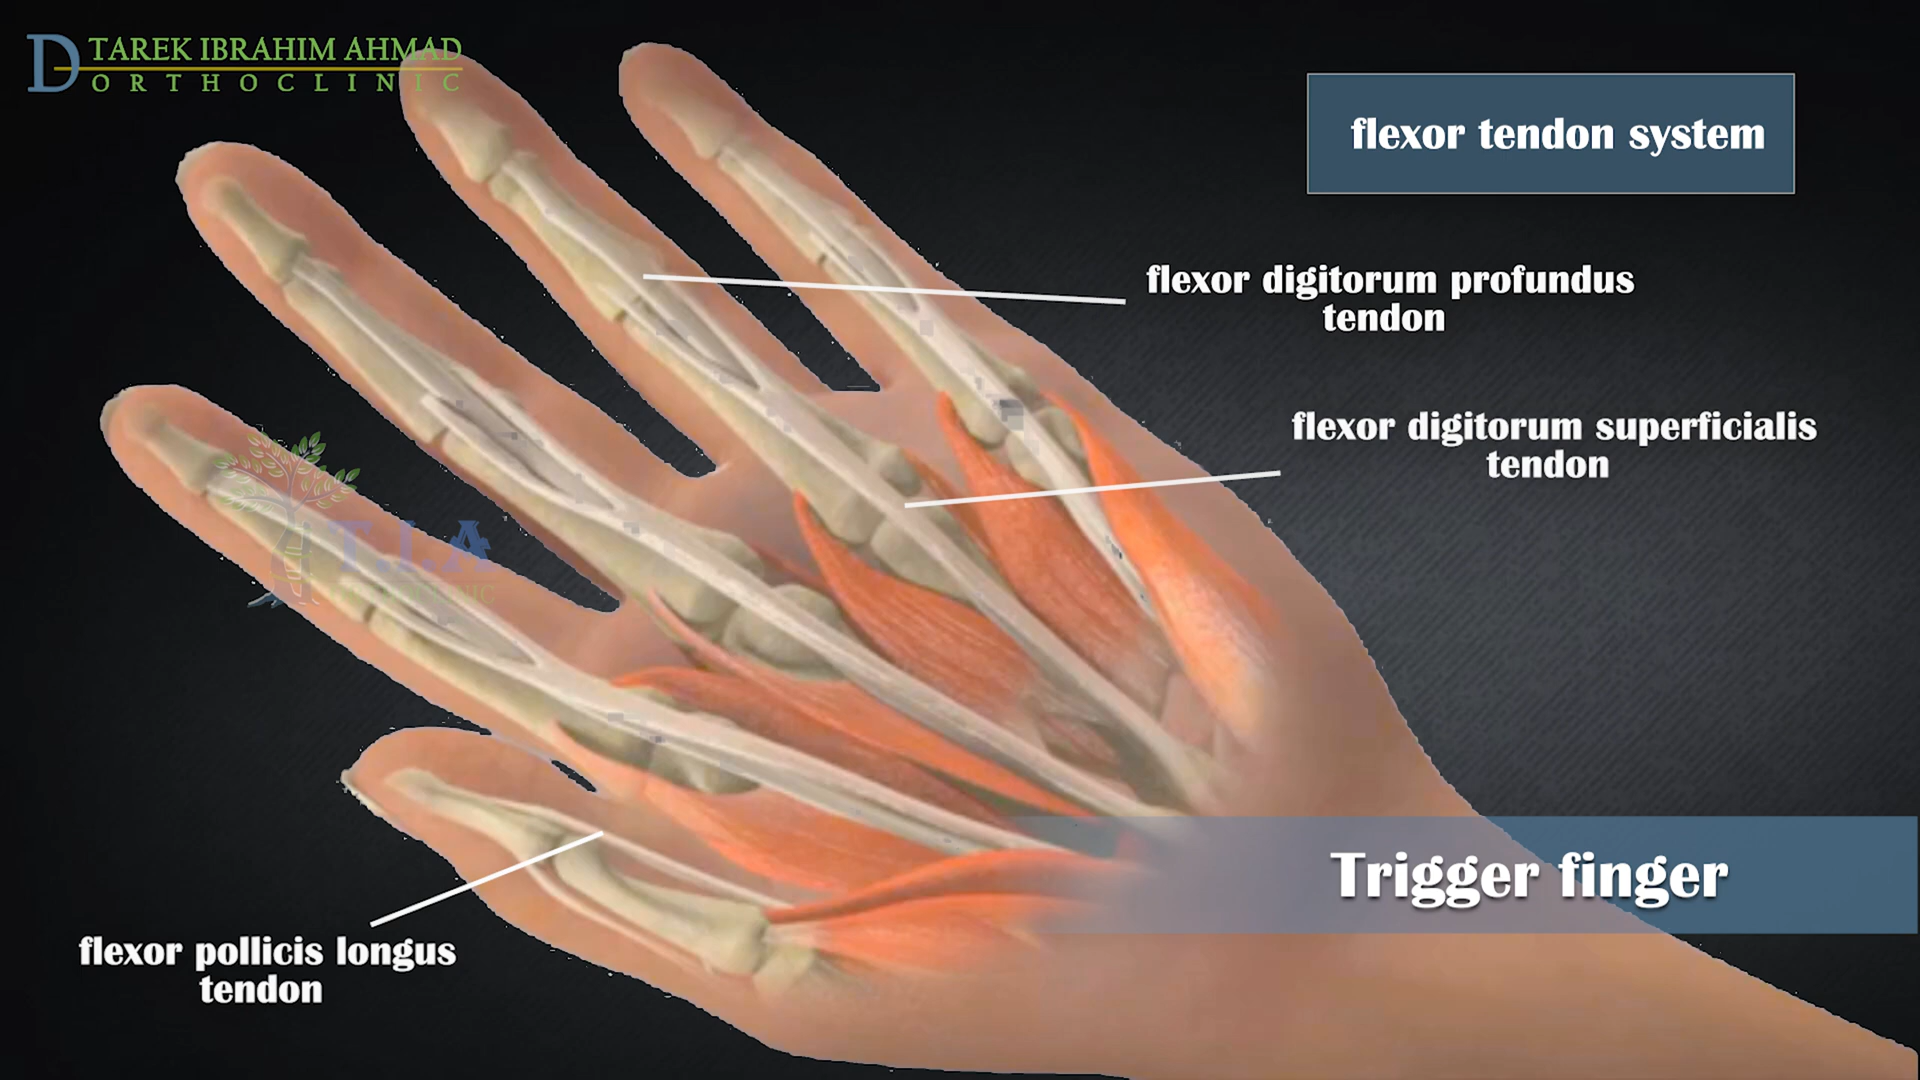 D TAREK IBRAHIM AHMAD
ORTHOCLINIC
flexor tendon system
flexor digitorum profundus
tendon
flexor digitorum superficialis
tendon
T.I.A
Trigger finger
flexor pollicis longus
tendon